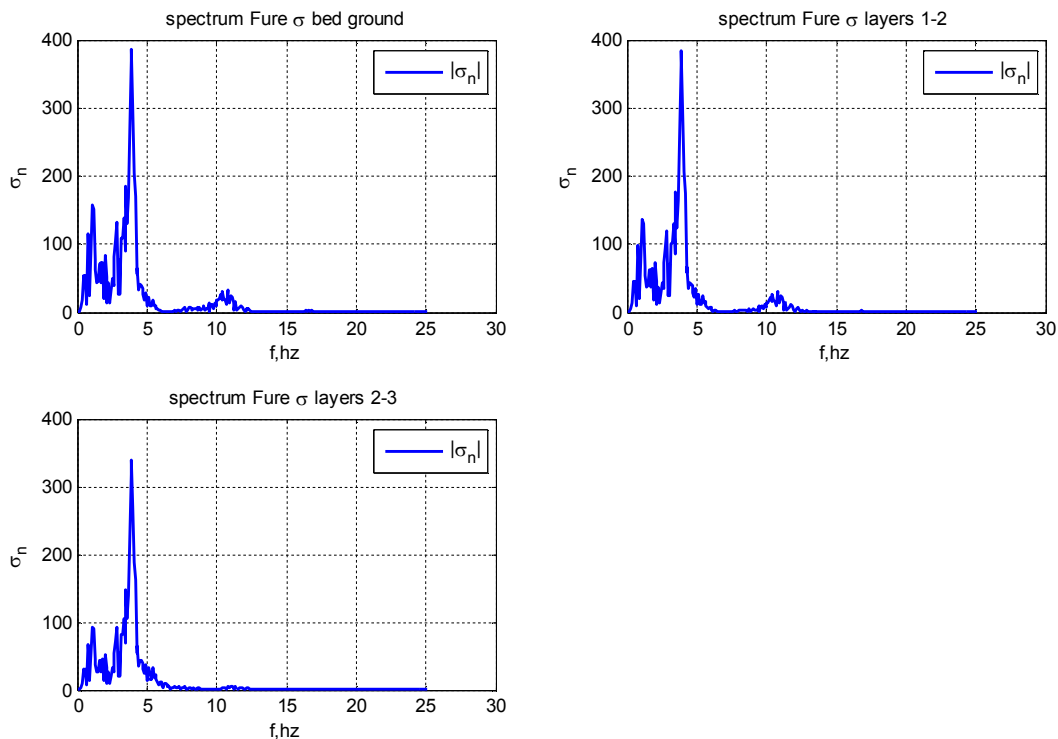 spectrum Fure σ bed ground
400
300
200
100
0
σn
|σn|
0 5 10 15 20 25 30
f,hz
spectrum Fure σ layers 1-2
400
300
200
100
0
σn
|σn|
0 5 10 15 20 25 30
f,hz
spectrum Fure σ layers 2-3
400
300
200
100
0
σn
|σn|
0 5 10 15 20 25 30
f,hz